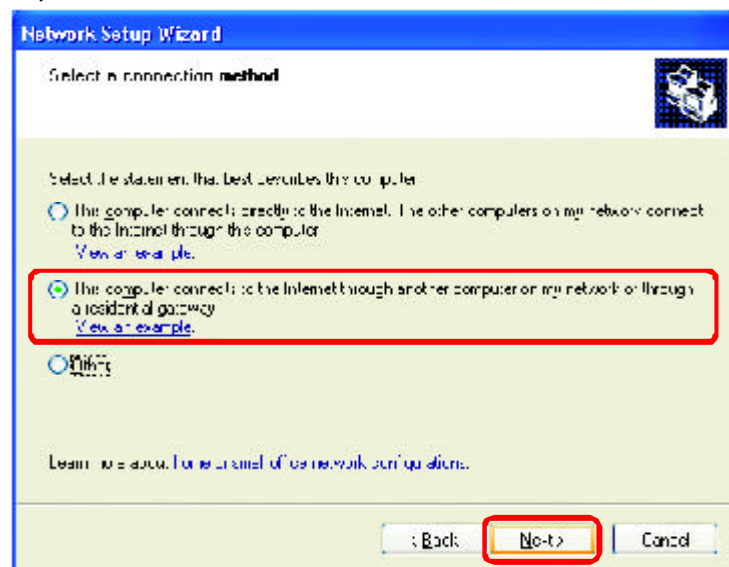 Network Setup Wizard
Select a connection method
Select the statement that best describes this computer
This computer connects directly to the Internet. The other computers on my network connect
to the Internet through this computer
View an example.
This computer connects to the Internet through another computer on my network or through
a residential gateway
View an example.
Other
Learn more about home or small office network configurations.
< Back
Next >
Cancel